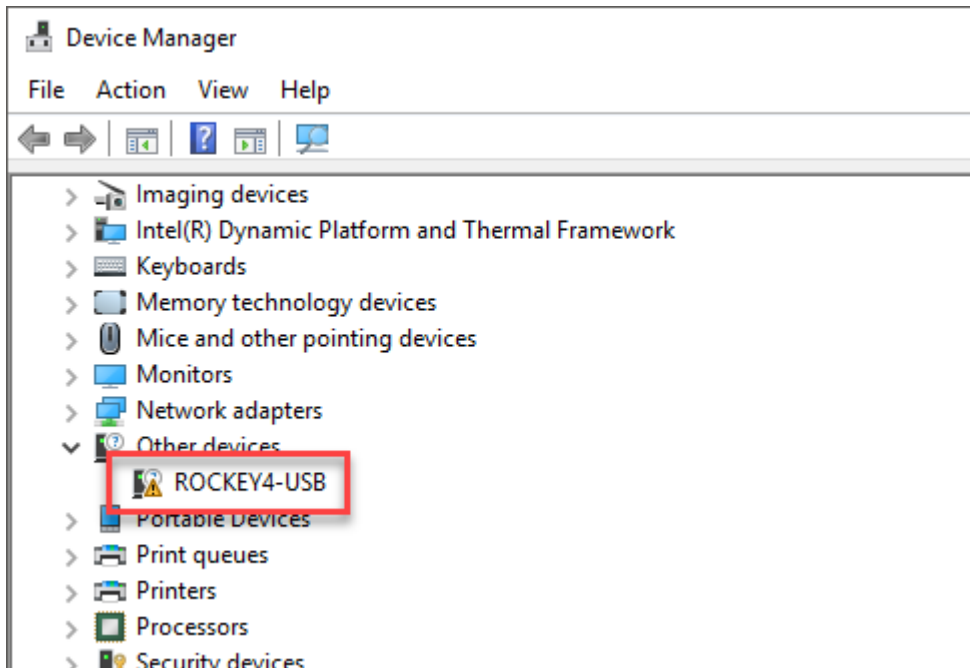 Device Manager
File Action View Help
Imaging devices
Intel(R) Dynamic Platform and Thermal Framework
Keyboards
Memory technology devices
Mice and other pointing devices
Monitors
Network adapters
Other devices
ROCKEY4-USB
Portable Devices
Print queues
Printers
Processors
Security devices